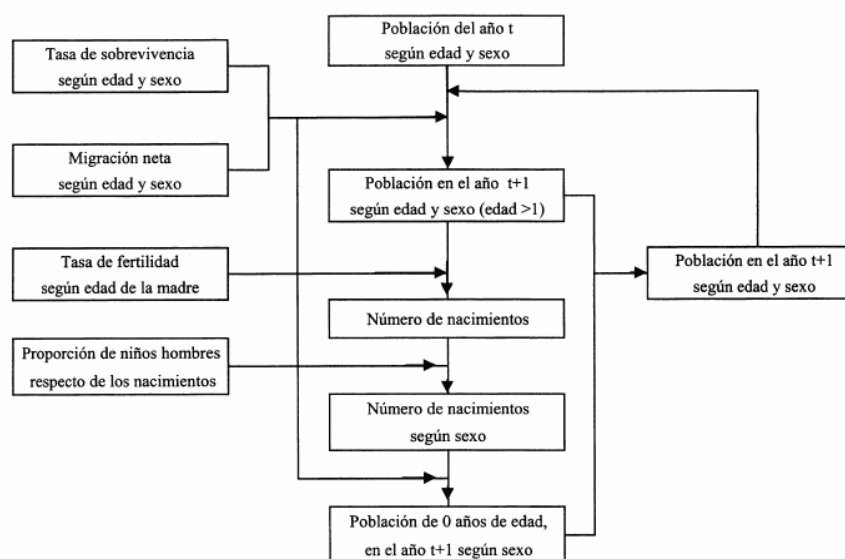 Población del año t
según edad y sexo
Tasa de sobrevivencia
según edad y sexo
Migración neta
según edad y sexo
Población en el año t+1
según edad y sexo (edad >1)
Tasa de fertilidad
según edad de la madre
Población en el año t+1
según edad y sexo
Número de nacimientos
Proporción de niños hombres
respecto de los nacimientos
Número de nacimientos
según sexo
Población de 0 años de edad,
en el año t+1 según sexo